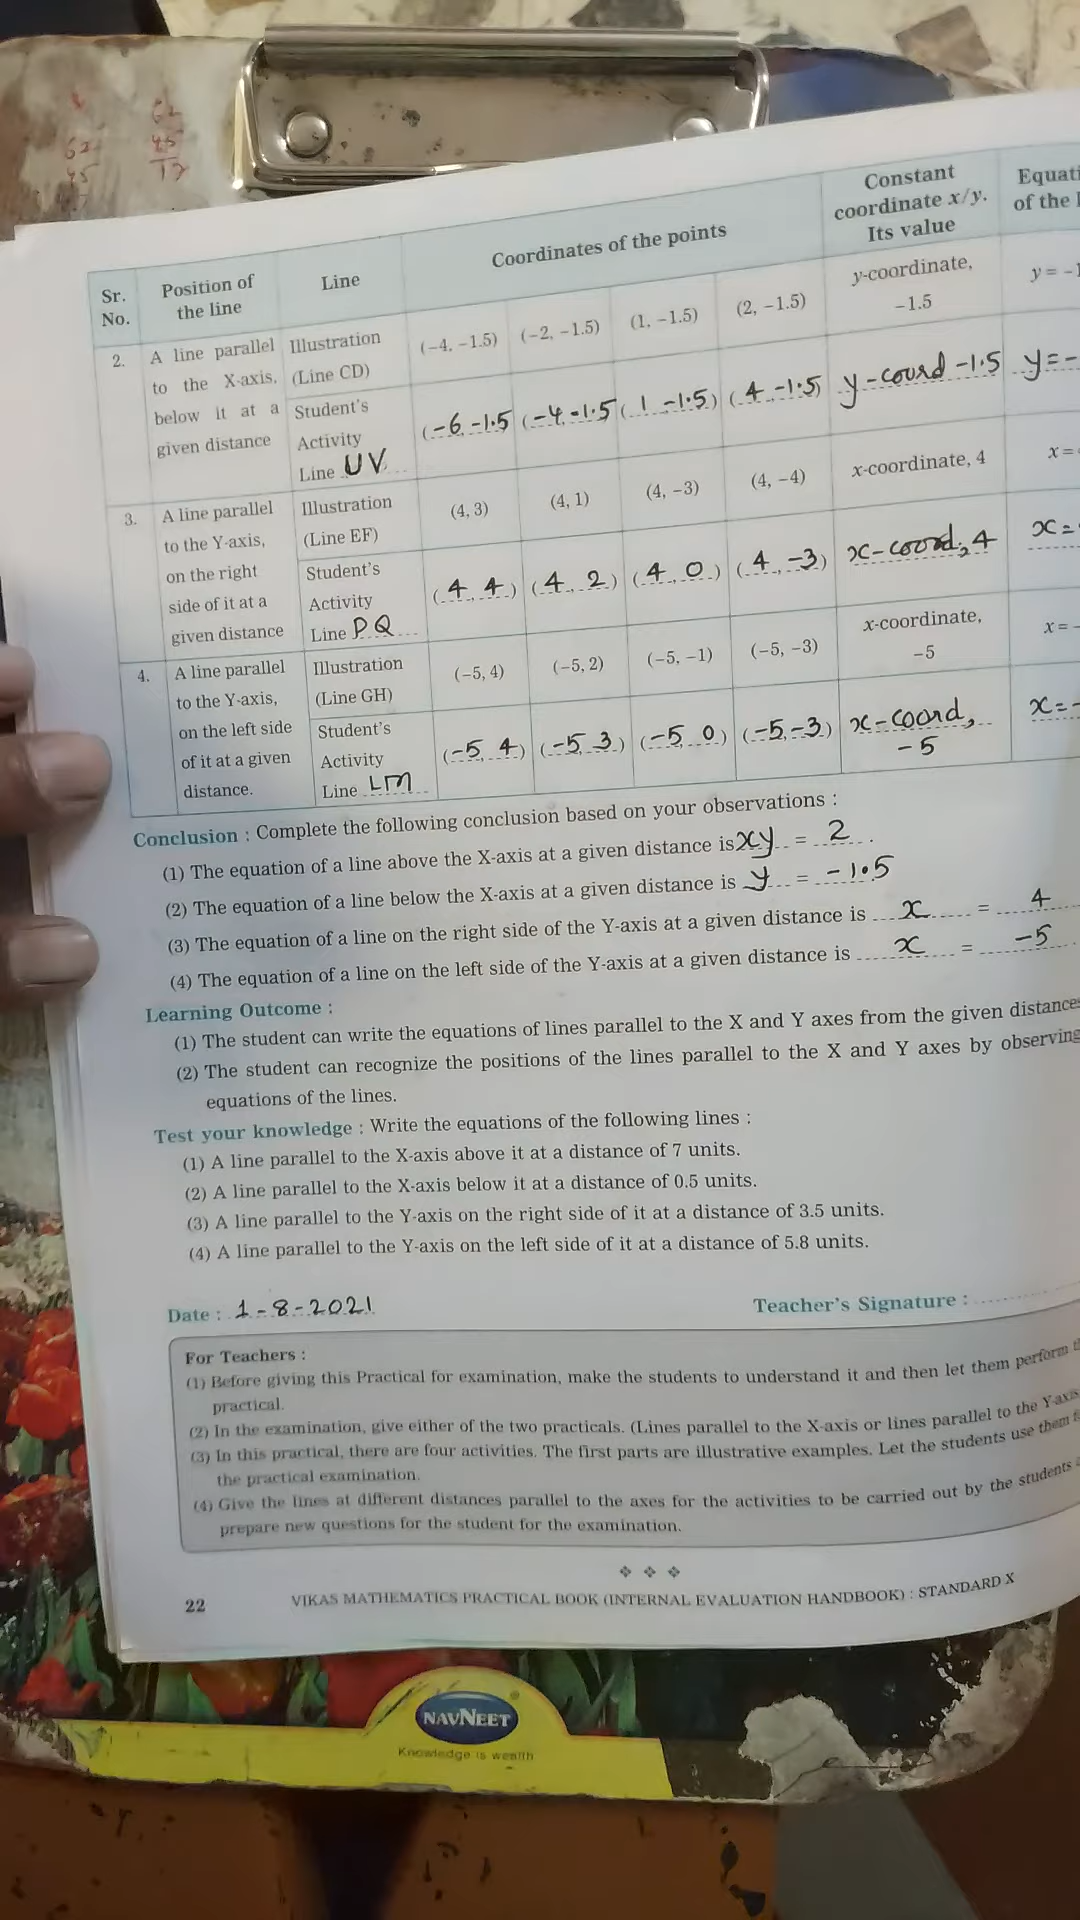 62
62 45
45 17
Sr. No.
Position of the line
Line
Coordinates of the points
Constant coordinate x/y. Its value
Equati
of the l
2. A line parallel to the X-axis, below it at a given distance
Illustration (Line CD)
(-4, -1.5) (-2, -1.5) (1, -1.5) (2, -1.5)
y-coordinate, -1.5
y = -1
Student's Activity Line UV
(-6, -1.5) (-4, -1.5 (1, -1.5) (4, -1.5)
y-courd -1.5
y=-
3. A line parallel to the Y-axis, on the right side of it at a given distance
Illustration (Line EF)
(4, 3) (4, 1) (4, -3) (4, -4)
x-coordinate, 4
x =
Student's Activity Line PQ
(4, 4) (4, 2) (4, 0) (4, -3)
x-coord, 4
x=
4. A line parallel to the Y-axis, on the left side of it at a given distance.
Illustration (Line GH)
(-5, 4) (-5, 2) (-5, -1) (-5, -3)
x-coordinate, -5
x = -
Student's Activity Line LM
(-5, 4) (-5, 3) (-5, 0) (-5,-3)
x-coord, -5
x=-
Conclusion : Complete the following conclusion based on your observations :
(1) The equation of a line above the X-axis at a given distance is xy = 2 .
(2) The equation of a line below the X-axis at a given distance is y = -1.5
(3) The equation of a line on the right side of the Y-axis at a given distance is x = 4
(4) The equation of a line on the left side of the Y-axis at a given distance is x = -5
Learning Outcome :
(1) The student can write the equations of lines parallel to the X and Y axes from the given distance
(2) The student can recognize the positions of the lines parallel to the X and Y axes by observing
equations of the lines.
Test your knowledge : Write the equations of the following lines :
(1) A line parallel to the X-axis above it at a distance of 7 units.
(2) A line parallel to the X-axis below it at a distance of 0.5 units.
(3) A line parallel to the Y-axis on the right side of it at a distance of 3.5 units.
(4) A line parallel to the Y-axis on the left side of it at a distance of 5.8 units.
Date : 1-8-2021 Teacher's Signature :
For Teachers :
(1) Before giving this Practical for examination, make the students to understand it and then let them perform
practical.
(2) In the examination, give either of the two practicals. (Lines parallel to the X-axis or lines parallel to the Y-axis
(3) In this practical, there are four activities. The first parts are illustrative examples. Let the students use them
the practical examination.
(4) Give the lines at different distances parallel to the axes for the activities to be carried out by the students
prepare new questions for the student for the examination.
22 VIKAS MATHEMATICS PRACTICAL BOOK (INTERNAL EVALUATION HANDBOOK) : STANDARD X
NAVNEET
Knowledge is wealth